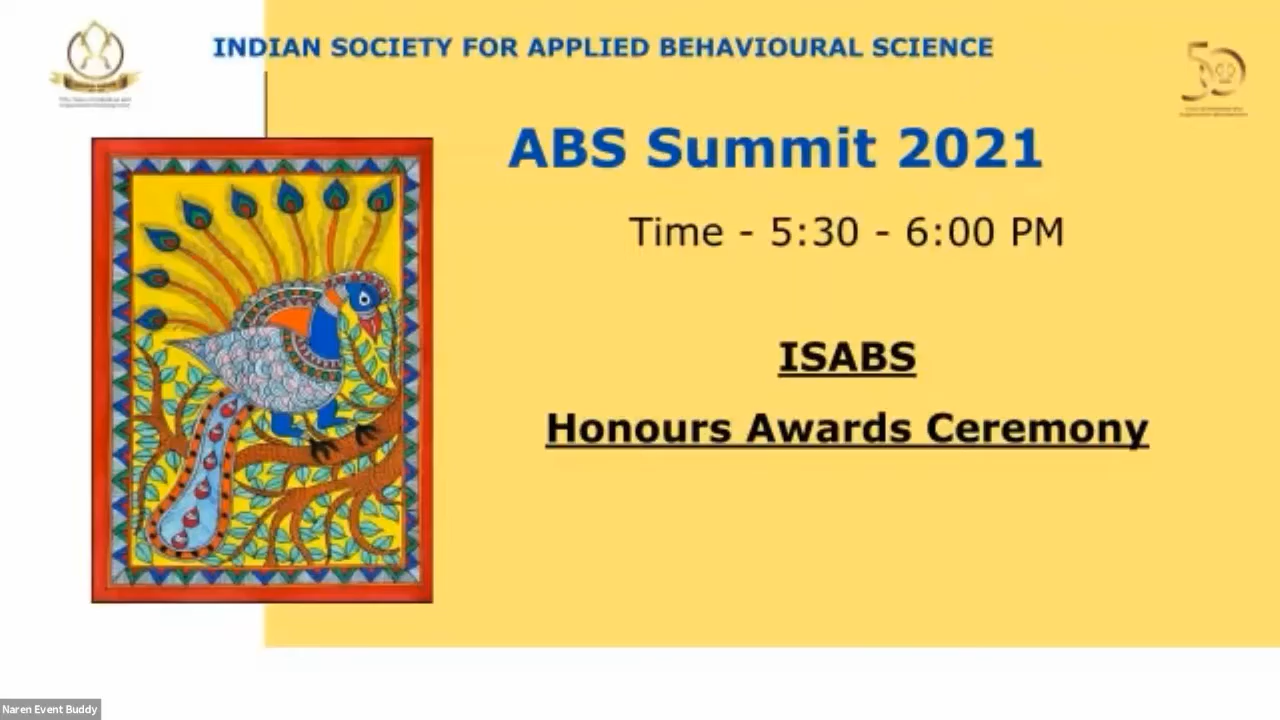 INDIAN SOCIETY FOR APPLIED BEHAVIOURAL SCIENCE
50
ABS Summit 2021
Time - 5:30 - 6:00 PM
ISABS
Honours Awards Ceremony
Naren Event Buddy